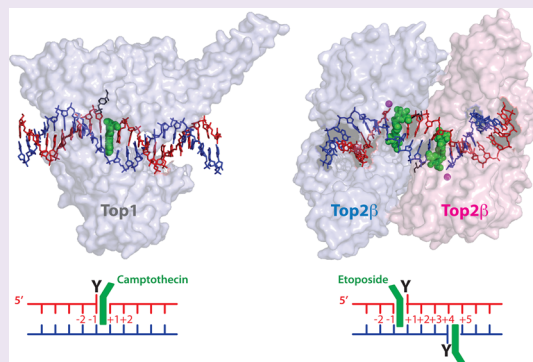 Top1
Top2β Top2β
Camptothecin
Y
5′
-2 -1 +1+2
Etoposide
Y
5′
-2 -1 +1+2+3+4 +5
Y